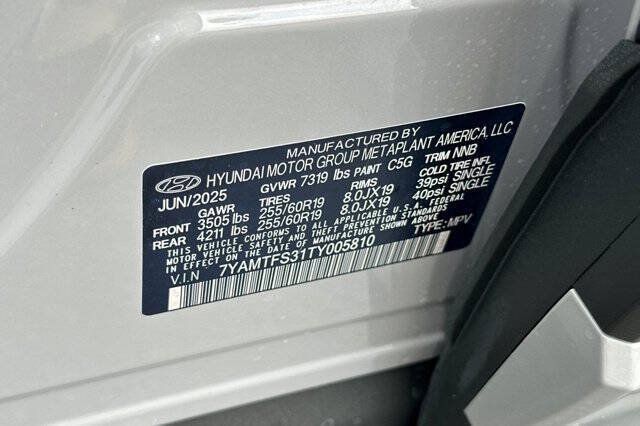 MANUFACTURED BY
HYUNDAI MOTOR GROUP METAPLANT AMERICA, LLC
JUN/2025 GVWR 7319 lbs PAINT C5G TRIM NNB
GAWR TIRES RIMS COLD TIRE INFL.
FRONT 3505 lbs 255/60R19 8.0JX19 39psi SINGLE
REAR 4211 lbs 255/60R19 8.0JX19 40psi SINGLE
THIS VEHICLE CONFORMS TO ALL APPLICABLE U.S. FEDERAL
MOTOR VEHICLE SAFETY AND BUMPER STANDARDS
IN EFFECT ON THE DATE OF MANUFACTURE SHOWN ABOVE.
V.I.N 7YAMTFS31TY005810 TYPE: MPV